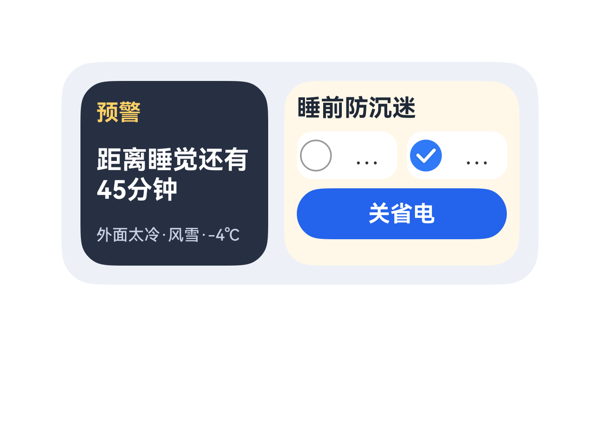 预警
距离睡觉还有
45分钟
外面太冷·风雪·-4℃
睡前防沉迷
... ...
关省电